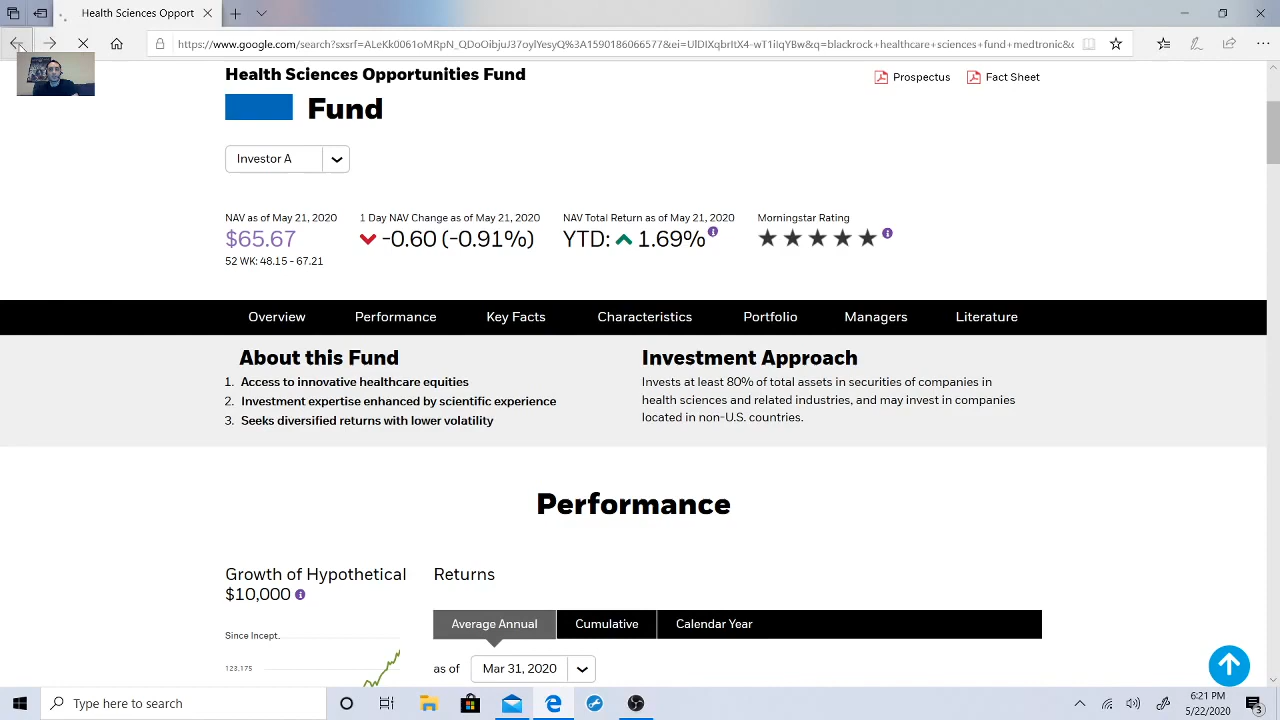 Health Sciences Opport
https://www.google.com/search?sxsrf=ALeKk0061oMRpN_QDoOibjuJ37oylYesyQ%3A1590186066577&ei=UlDIXqbrItX4-wT1iIqYBw&q=blackrock+healthcare+sciences+fund+medtronic&c
Health Sciences Opportunities Fund
Prospectus
Fact Sheet
Fund
Investor A
NAV as of May 21, 2020
1 Day NAV Change as of May 21, 2020
NAV Total Return as of May 21, 2020
Morningstar Rating
$65.67
-0.60 (-0.91%)
YTD: 1.69%
52 WK: 48.15 - 67.21
Overview
Performance
Key Facts
Characteristics
Portfolio
Managers
Literature
About this Fund
1. Access to innovative healthcare equities
2. Investment expertise enhanced by scientific experience
3. Seeks diversified returns with lower volatility
Investment Approach
Invests at least 80% of total assets in securities of companies in
health sciences and related industries, and may invest in companies
located in non-U.S. countries.
Performance
Growth of Hypothetical
$10,000
Returns
Since Incept.
123,175
Average Annual
Cumulative
Calendar Year
as of
Mar 31, 2020
Type here to search
6:21 PM
5/22/2020
3